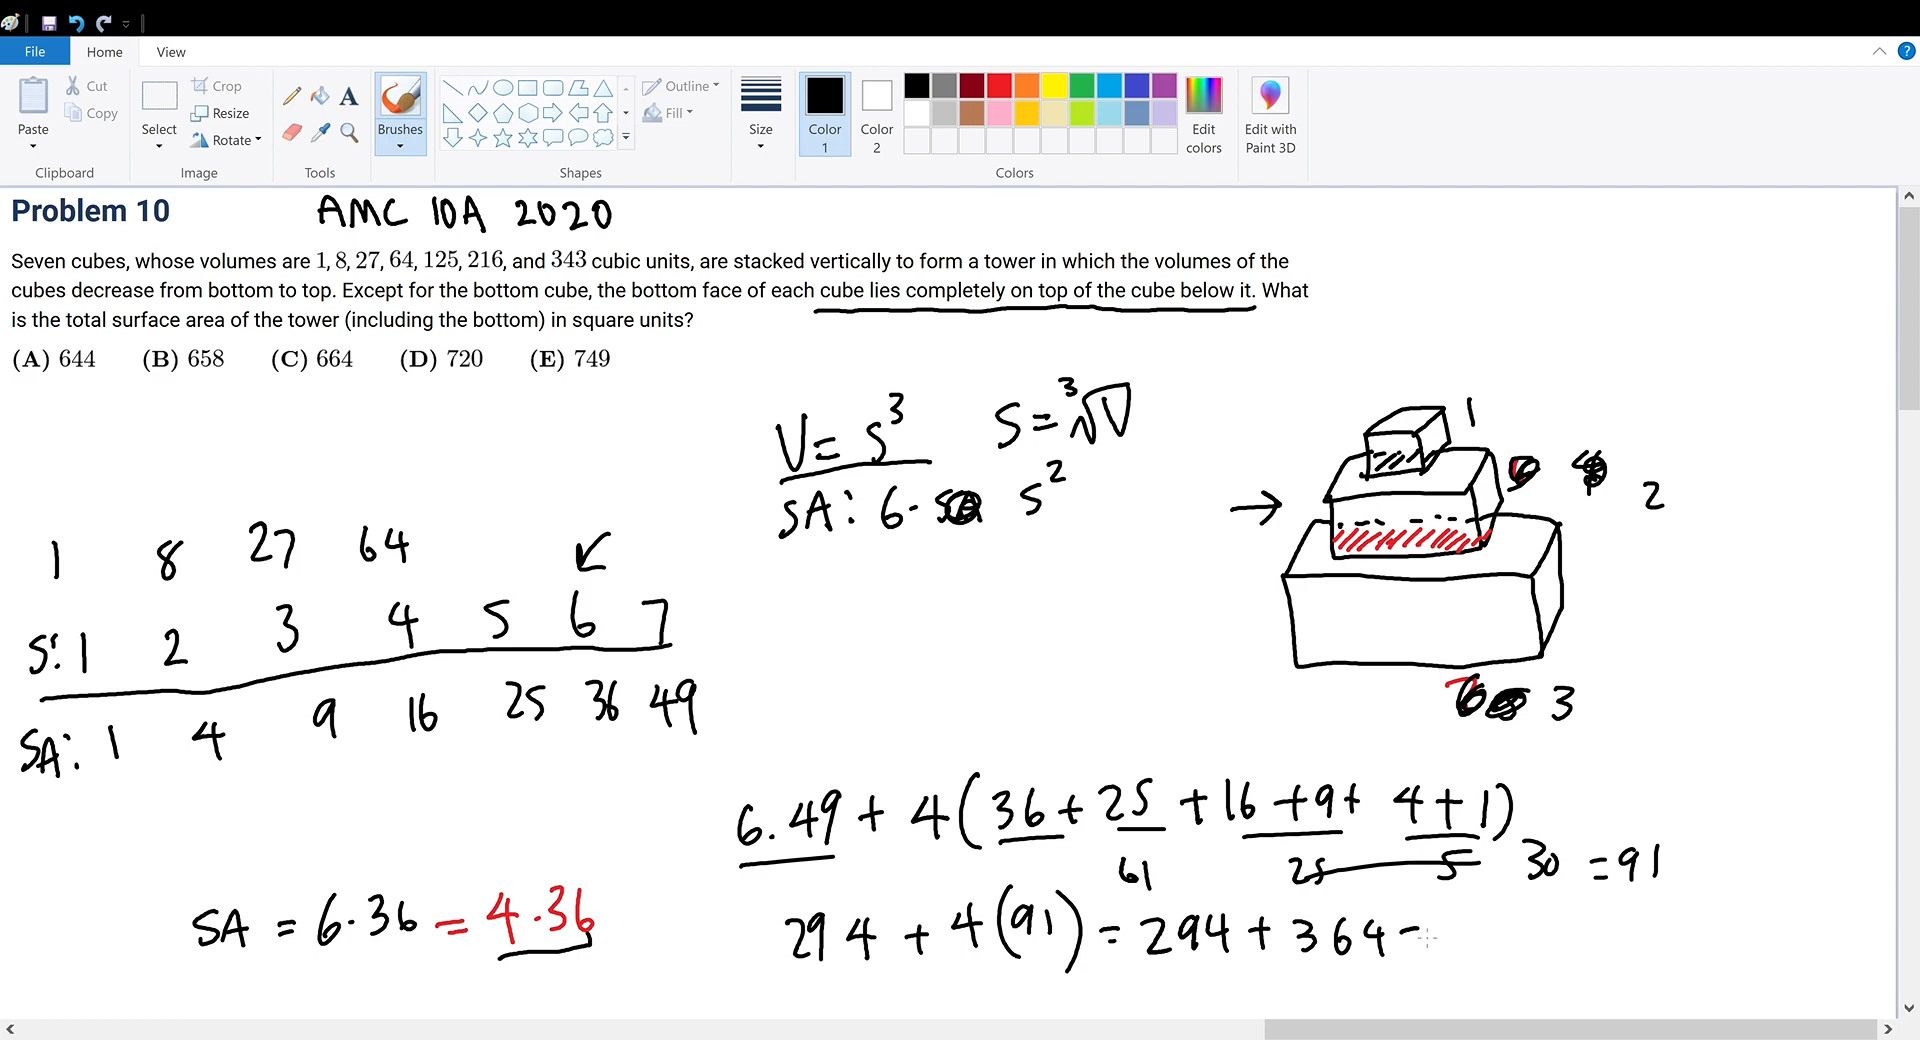 File Home View
Paste
Cut
Copy
Clipboard
Select
Crop
Resize
Rotate
Image
A
Tools
Brushes
Outline
Fill
Shapes
Size
Color 1
Color 2
Edit colors
Edit with Paint 3D
Colors
Problem 10 AMC 10A 2020
Seven cubes, whose volumes are 1, 8, 27, 64, 125, 216, and 343 cubic units, are stacked vertically to form a tower in which the volumes of the
cubes decrease from bottom to top. Except for the bottom cube, the bottom face of each cube lies completely on top of the cube below it. What
is the total surface area of the tower (including the bottom) in square units?
(A) 644 (B) 658 (C) 664 (D) 720 (E) 749
V = s³ S = ³√V
SA: 6· s²
1
2
3
1 8 27 64
S: 1 2 3 4 5 6 7
SA: 1 4 9 16 25 36 49
6.49 + 4(36 + 25 + 16 + 9 + 4 + 1)
61 25 5 30 = 91
SA = 6·36 = 4·36
294 + 4(91) = 294 + 364 =